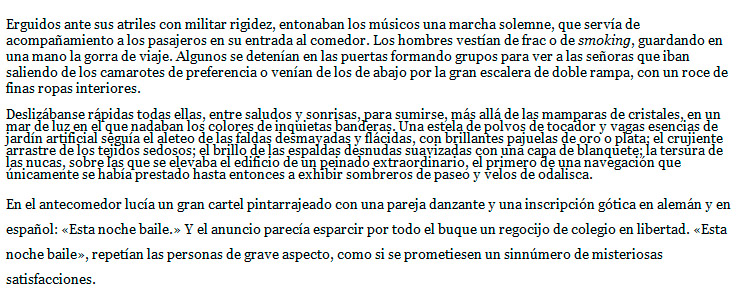 Erguidos ante sus atriles con militar rigidez, entonaban los músicos una marcha solemne, que servía de
acompañamiento a los pasajeros en su entrada al comedor. Los hombres vestían de frac o de smoking, guardando en
una mano la gorra de viaje. Algunos se detenían en las puertas formando grupos para ver a las señoras que iban
saliendo de los camarotes de preferencia o venían de los de abajo por la gran escalera de doble rampa, con un roce de
finas ropas interiores.
Deslizábanse rápidas todas ellas, entre saludos y sonrisas, para sumirse, más allá de las mamparas de cristales, en un
mar de luz en el que nadaban los colores de inquietas banderas. Una estela de polvos de tocador y vagas esencias de
jardín artificial seguía el aleteo de las faldas desmayadas y flácidas, con brillantes pajuelas de oro o plata; el crujiente
arrastre de los tejidos sedosos; el brillo de las espaldas desnudas suavizadas con una capa de blanquete; la tersura de
las nucas, sobre las que se elevaba el edificio de un peinado extraordinario, el primero de una navegación que
únicamente se había prestado hasta entonces a exhibir sombreros de paseo y velos de odalisca.
En el antecomedor lucía un gran cartel pintarrajeado con una pareja danzante y una inscripción gótica en alemán y en
español: «Esta noche baile.» Y el anuncio parecía esparcir por todo el buque un regocijo de colegio en libertad. «Esta
noche baile», repetían las personas de grave aspecto, como si se prometiesen un sinnúmero de misteriosas
satisfacciones.